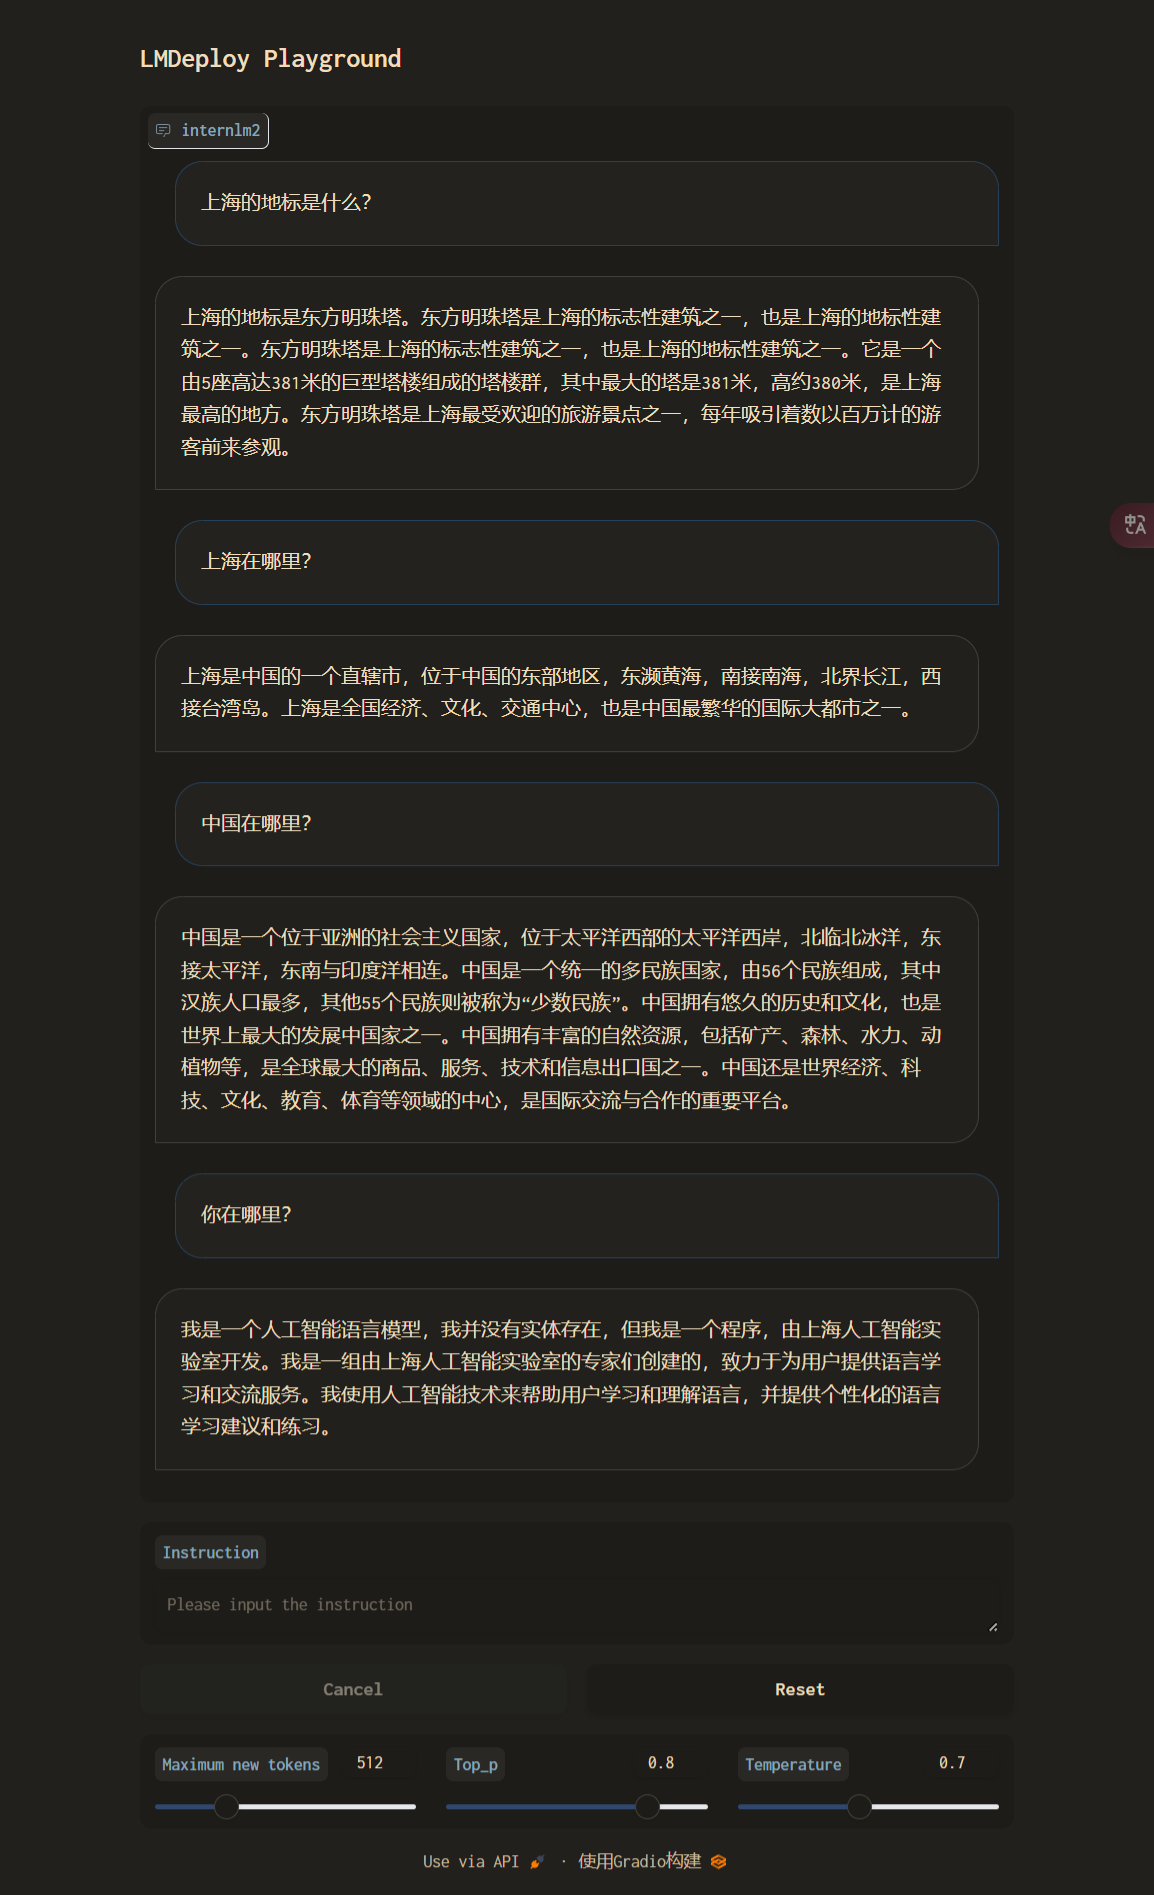 LMDeploy Playground
internlm2
上海的地标是什么?
上海的地标是东方明珠塔。东方明珠塔是上海的标志性建筑之一，也是上海的地标性建
筑之一。东方明珠塔是上海的标志性建筑之一，也是上海的地标性建筑之一。它是一个
由5座高达381米的巨型塔楼组成的塔楼群，其中最大的塔是381米，高约380米，是上海
最高的地方。东方明珠塔是上海最受欢迎的旅游景点之一，每年吸引着数以百万计的游
客前来参观。
上海在哪里?
上海是中国的一个直辖市，位于中国的东部地区，东濒黄海，南接南海，北界长江，西
接台湾岛。上海是全国经济、文化、交通中心，也是中国最繁华的国际大都市之一。
中国在哪里?
中国是一个位于亚洲的社会主义国家，位于太平洋西部的太平洋西岸，北临北冰洋，东
接太平洋，东南与印度洋相连。中国是一个统一的多民族国家，由56个民族组成，其中
汉族人口最多，其他55个民族则被称为“少数民族”。中国拥有悠久的历史和文化，也是
世界上最大的发展中国家之一。中国拥有丰富的自然资源，包括矿产、森林、水力、动
植物等，是全球最大的商品、服务、技术和信息出口国之一。中国还是世界经济、科
技、文化、教育、体育等领域的中心，是国际交流与合作的重要平台。
你在哪里?
我是一个人工智能语言模型，我并没有实体存在，但我是一个程序，由上海人工智能实
验室开发。我是一组由上海人工智能实验室的专家们创建的，致力于为用户提供语言学
习和交流服务。我使用人工智能技术来帮助用户学习和理解语言，并提供个性化的语言
学习建议和练习。
Instruction
Please input the instruction
Cancel
Reset
Maximum new tokens 512
Top_p 0.8
Temperature 0.7
Use via API · 使用Gradio构建